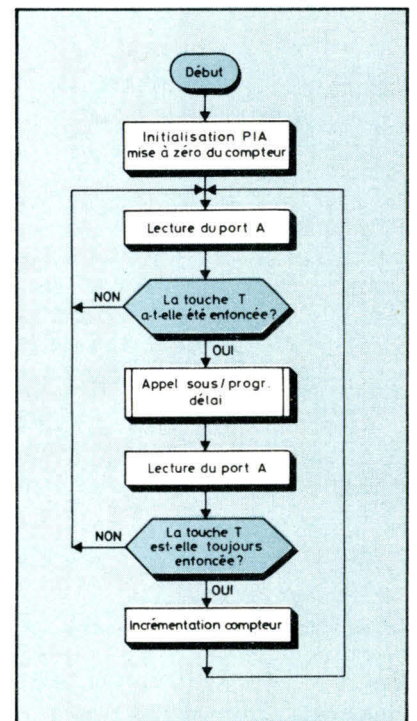 Début
Initialisation PIA
mise à zéro du compteur
Lecture du port A
NON
La touche T
a-t-elle été enfoncée?
OUI
Appel sous/progr.
délai
Lecture du port A
NON
La touche T
est-elle toujours
enfoncée?
OUI
Incrémentation compteur